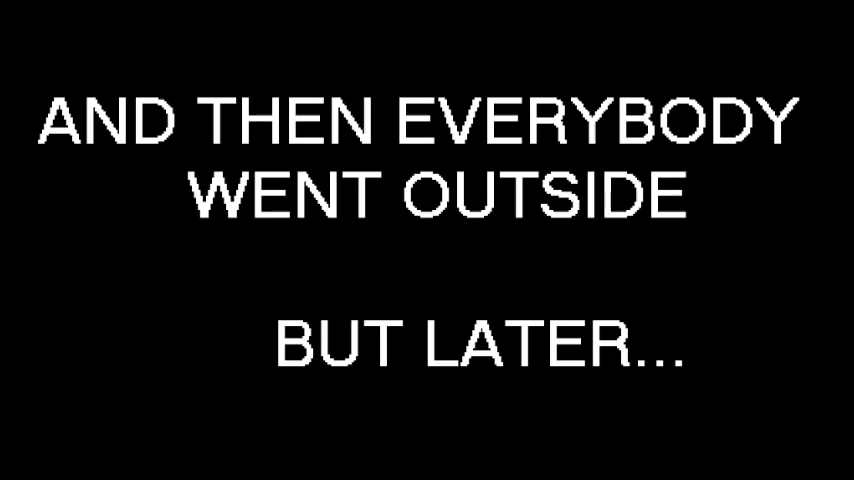 AND THEN EVERYBODY
WENT OUTSIDE
BUT LATER...